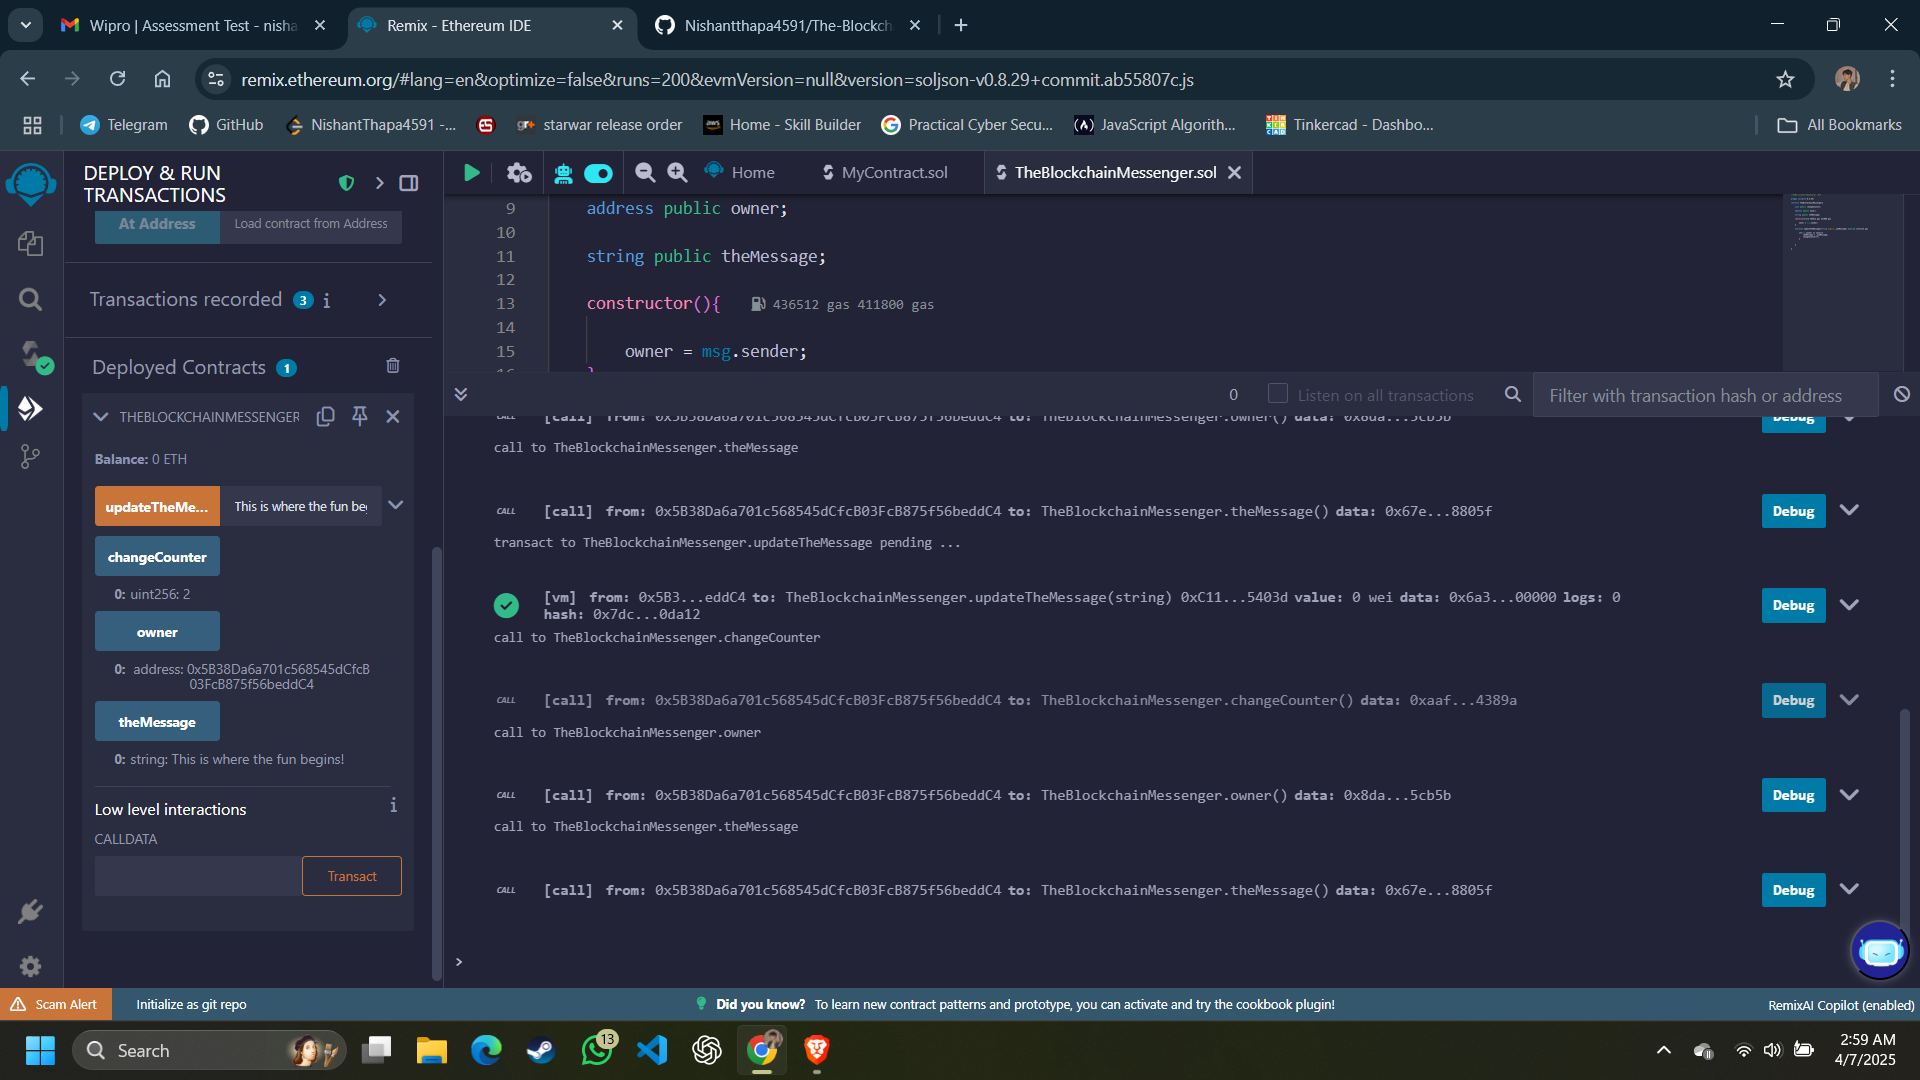 Wipro | Assessment Test - nisha
Remix - Ethereum IDE
Nishantthapa4591/The-Blockch
remix.ethereum.org/#lang=en&optimize=false&runs=200&evmVersion=null&version=soljson-v0.8.29+commit.ab55807c.js
Telegram
GitHub
NishantThapa4591 -...
starwar release order
Home - Skill Builder
Practical Cyber Secu...
JavaScript Algorith...
Tinkercad - Dashbo...
All Bookmarks
DEPLOY & RUN
TRANSACTIONS
At Address
Load contract from Address
Transactions recorded 3 i
Deployed Contracts 1
THEBLOCKCHAINMESSENGER
Balance: 0 ETH
updateTheMe...
This is where the fun be
changeCounter
0: uint256: 2
owner
0: address: 0x5B38Da6a701c568545dCfcB
03FcB875f56beddC4
theMessage
0: string: This is where the fun begins!
Low level interactions
i
CALLDATA
Transact
Home
MyContract.sol
TheBlockchainMessenger.sol
9 address public owner;
10
11 string public theMessage;
12
13 constructor(){ 436512 gas 411800 gas
14
15 owner = msg.sender;
16 }
0
Listen on all transactions
Filter with transaction hash or address
CALL [call] from: 0x5B38Da6a701c568545dCfcB03FcB875f56beddC4 to: TheBlockchainMessenger.owner() data: 0x8da...5cb5b
Debug
call to TheBlockchainMessenger.theMessage
CALL [call] from: 0x5B38Da6a701c568545dCfcB03FcB875f56beddC4 to: TheBlockchainMessenger.theMessage() data: 0x67e...8805f
Debug
transact to TheBlockchainMessenger.updateTheMessage pending ...
[vm] from: 0x5B3...eddC4 to: TheBlockchainMessenger.updateTheMessage(string) 0xC11...5403d value: 0 wei data: 0x6a3...00000 logs: 0
hash: 0x7dc...0da12
Debug
call to TheBlockchainMessenger.changeCounter
CALL [call] from: 0x5B38Da6a701c568545dCfcB03FcB875f56beddC4 to: TheBlockchainMessenger.changeCounter() data: 0xaaf...4389a
Debug
call to TheBlockchainMessenger.owner
CALL [call] from: 0x5B38Da6a701c568545dCfcB03FcB875f56beddC4 to: TheBlockchainMessenger.owner() data: 0x8da...5cb5b
Debug
call to TheBlockchainMessenger.theMessage
CALL [call] from: 0x5B38Da6a701c568545dCfcB03FcB875f56beddC4 to: TheBlockchainMessenger.theMessage() data: 0x67e...8805f
Debug
>
Scam Alert
Initialize as git repo
Did you know? To learn new contract patterns and prototype, you can activate and try the cookbook plugin!
RemixAI Copilot (enabled)
Search
13
2:59 AM
4/7/2025